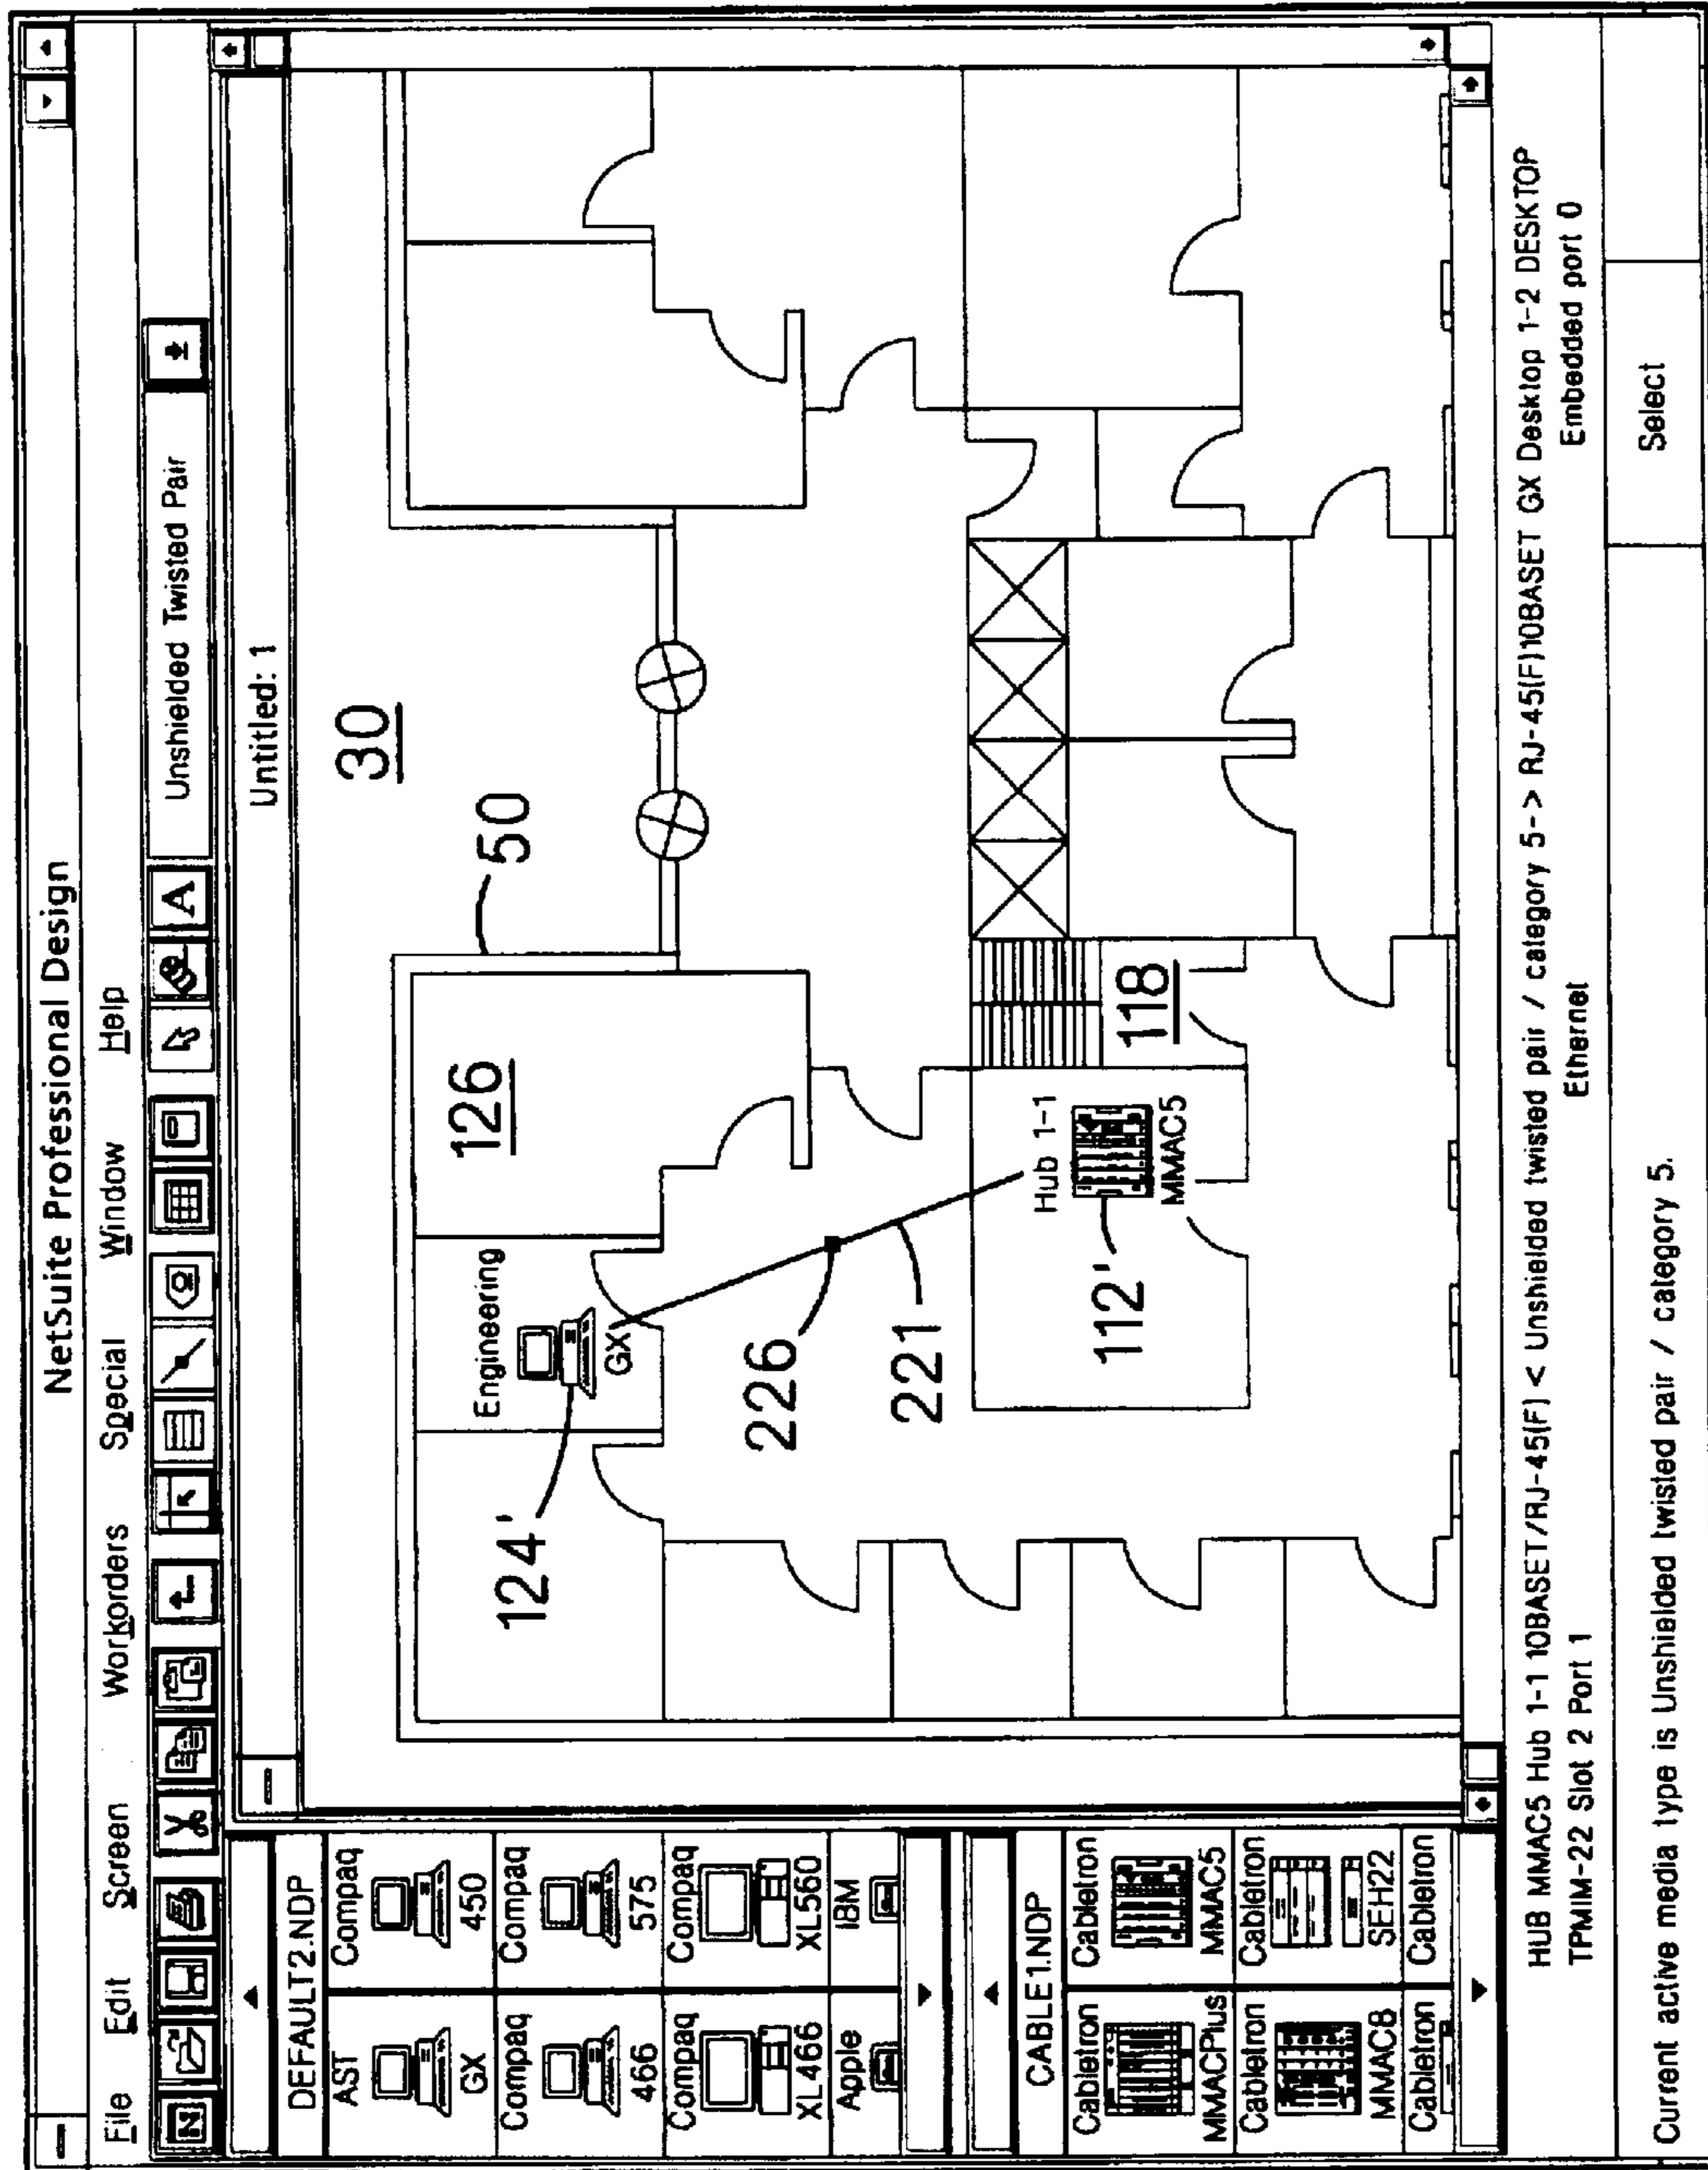 NetSuite Professional Design
File Edit Screen Workorders Special Window Help
N A Unshielded Twisted Pair
Untitled: 1
DEFAULT2.NDP
AST Compaq
GX 450
Compaq Compaq
466 575
Compaq Compaq
XL466 XL560
Apple IBM
CABLE1.NDP
Cabletron Cabletron
MMACPlus MMAC5
Cabletron Cabletron
MMAC8 SEH22
Cabletron Cabletron
30
50
126
Engineering
GX
124'
226
221
118
Hub 1-1
MMAC5
112'
HUB MMAC5 Hub 1-1 10BASET/RJ-45(F) < Unshielded twisted pair / category 5-> RJ-45(F)10BASET GX Desktop 1-2 DESKTOP
TPMIM-22 Slot 2 Port 1 Ethernet Embedded port 0
Select
Current active media type is Unshielded twisted pair / category 5.